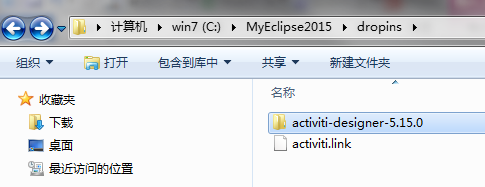 计算机 ▸ win7 (C:) ▸ MyEclipse2015 ▸ dropins ▸
组织 ▼ 打开 包含到库中 ▼ 共享 ▼ 新建文件夹
收藏夹
下载
桌面
最近访问的位置
名称
activiti-designer-5.15.0
activiti.link